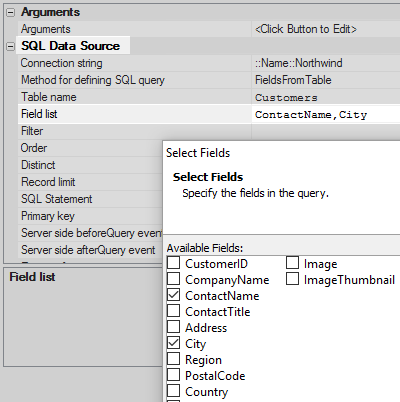 Arguments
Arguments <Click Button to Edit>
SQL Data Source
Connection string ::Name::Northwind
Method for defining SQL query FieldsFromTable
Table name Customers
Field list ContactName,City
Filter
Order
Distinct
Record limit
SQL Statement
Primary key
Server side beforeQuery event
Server side afterQuery event
Field list
Select Fields
Select Fields
Specify the fields in the query.
Available Fields:
CustomerID Image
CompanyName ImageThumbnail
ContactName
ContactTitle
Address
City
Region
PostalCode
Country